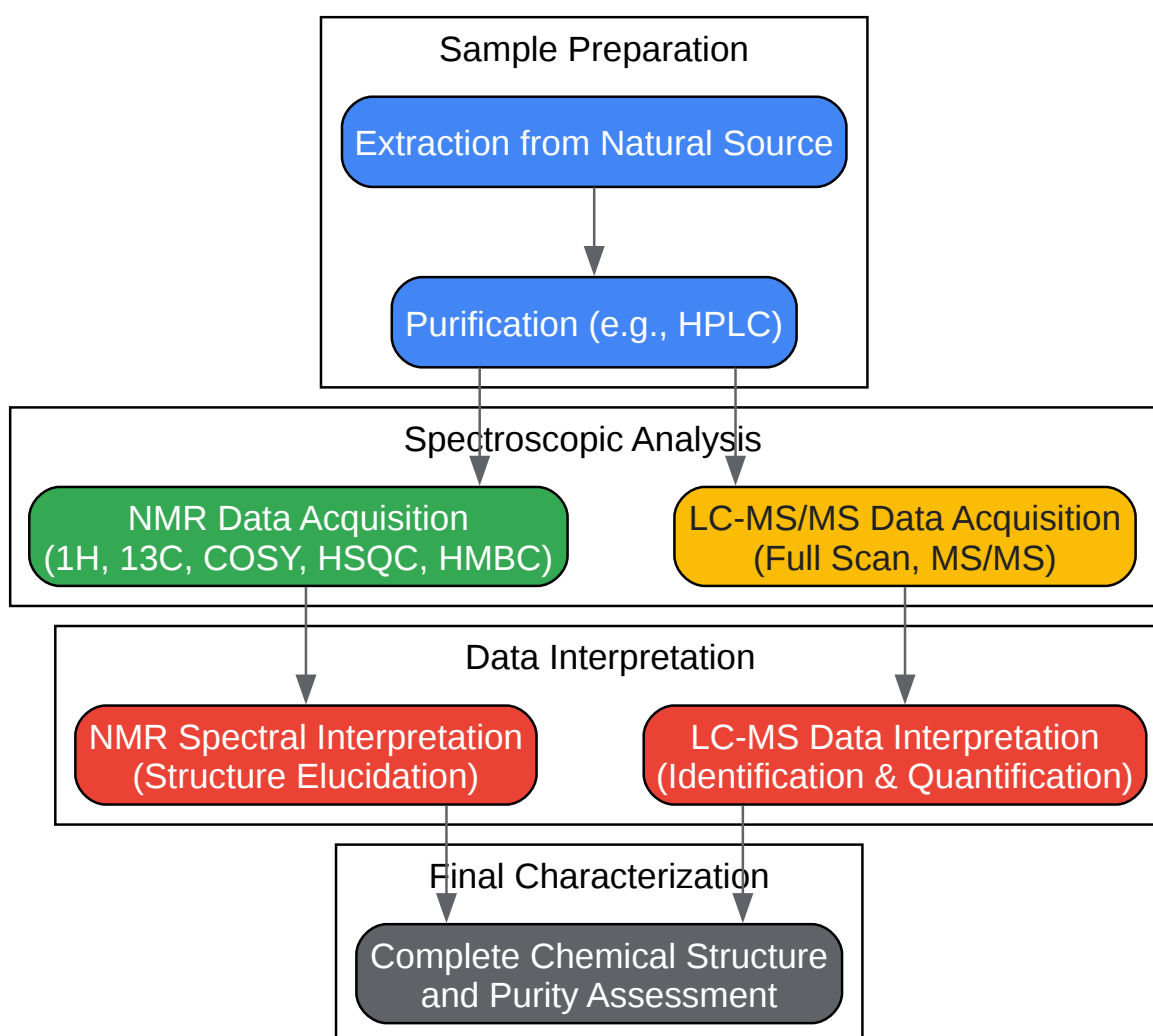 Sample Preparation
Extraction from Natural Source
Purification (e.g., HPLC)
Spectroscopic Analysis
NMR Data Acquisition
(1H, 13C, COSY, HSQC, HMBC)
LC-MS/MS Data Acquisition
(Full Scan, MS/MS)
Data Interpretation
NMR Spectral Interpretation
(Structure Elucidation)
LC-MS Data Interpretation
(Identification & Quantification)
Final Characterization
Complete Chemical Structure
and Purity Assessment